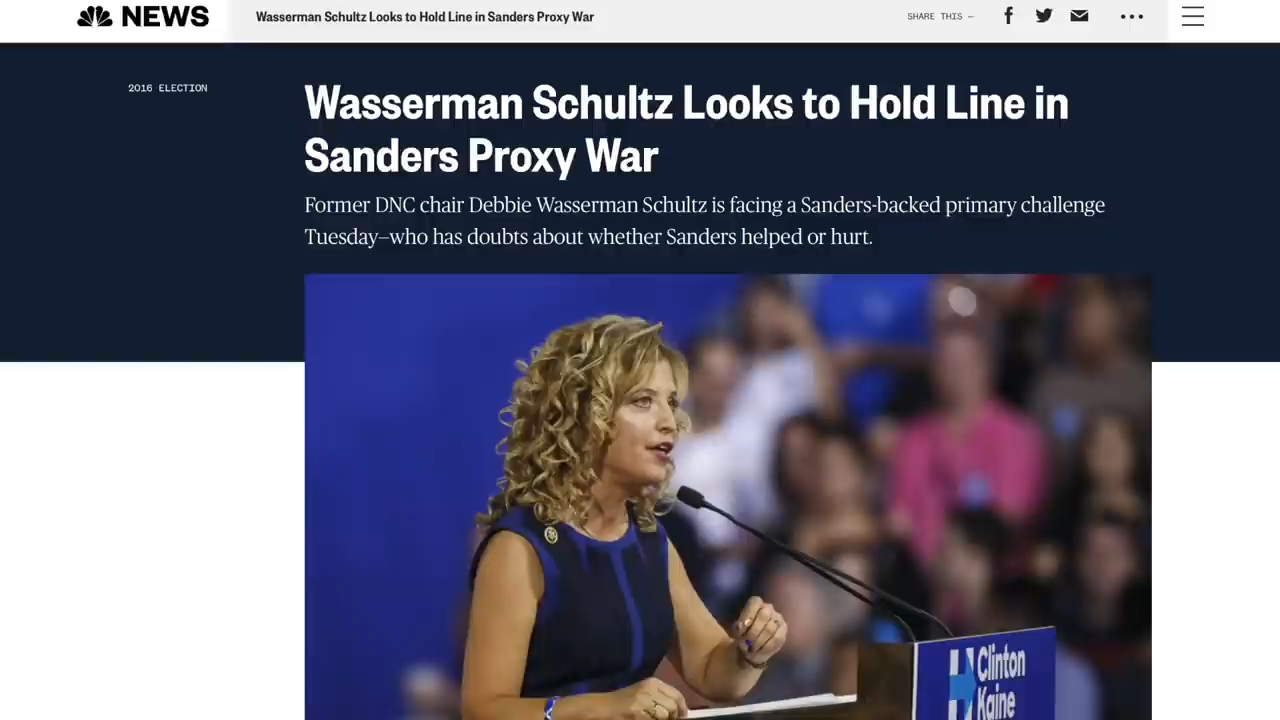 NEWS
Wasserman Schultz Looks to Hold Line in Sanders Proxy War
SHARE THIS —
2016 ELECTION
Wasserman Schultz Looks to Hold Line in
Sanders Proxy War
Former DNC chair Debbie Wasserman Schultz is facing a Sanders-backed primary challenge
Tuesday—who has doubts about whether Sanders helped or hurt.
Clinton
Kaine